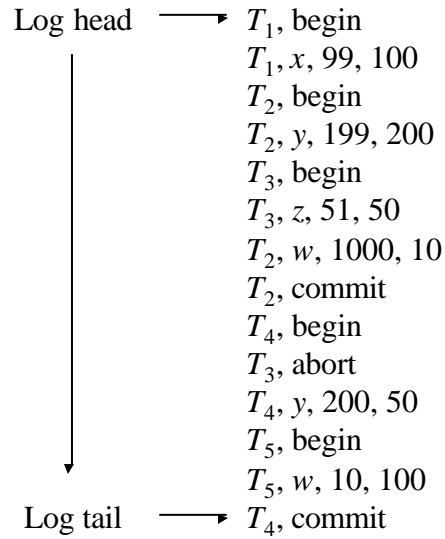 Log head T₁, begin
T₁, x, 99, 100
T₂, begin
T₂, y, 199, 200
T₃, begin
T₃, z, 51, 50
T₂, w, 1000, 10
T₂, commit
T₄, begin
T₃, abort
T₄, y, 200, 50
T₅, begin
T₅, w, 10, 100
Log tail T₄, commit